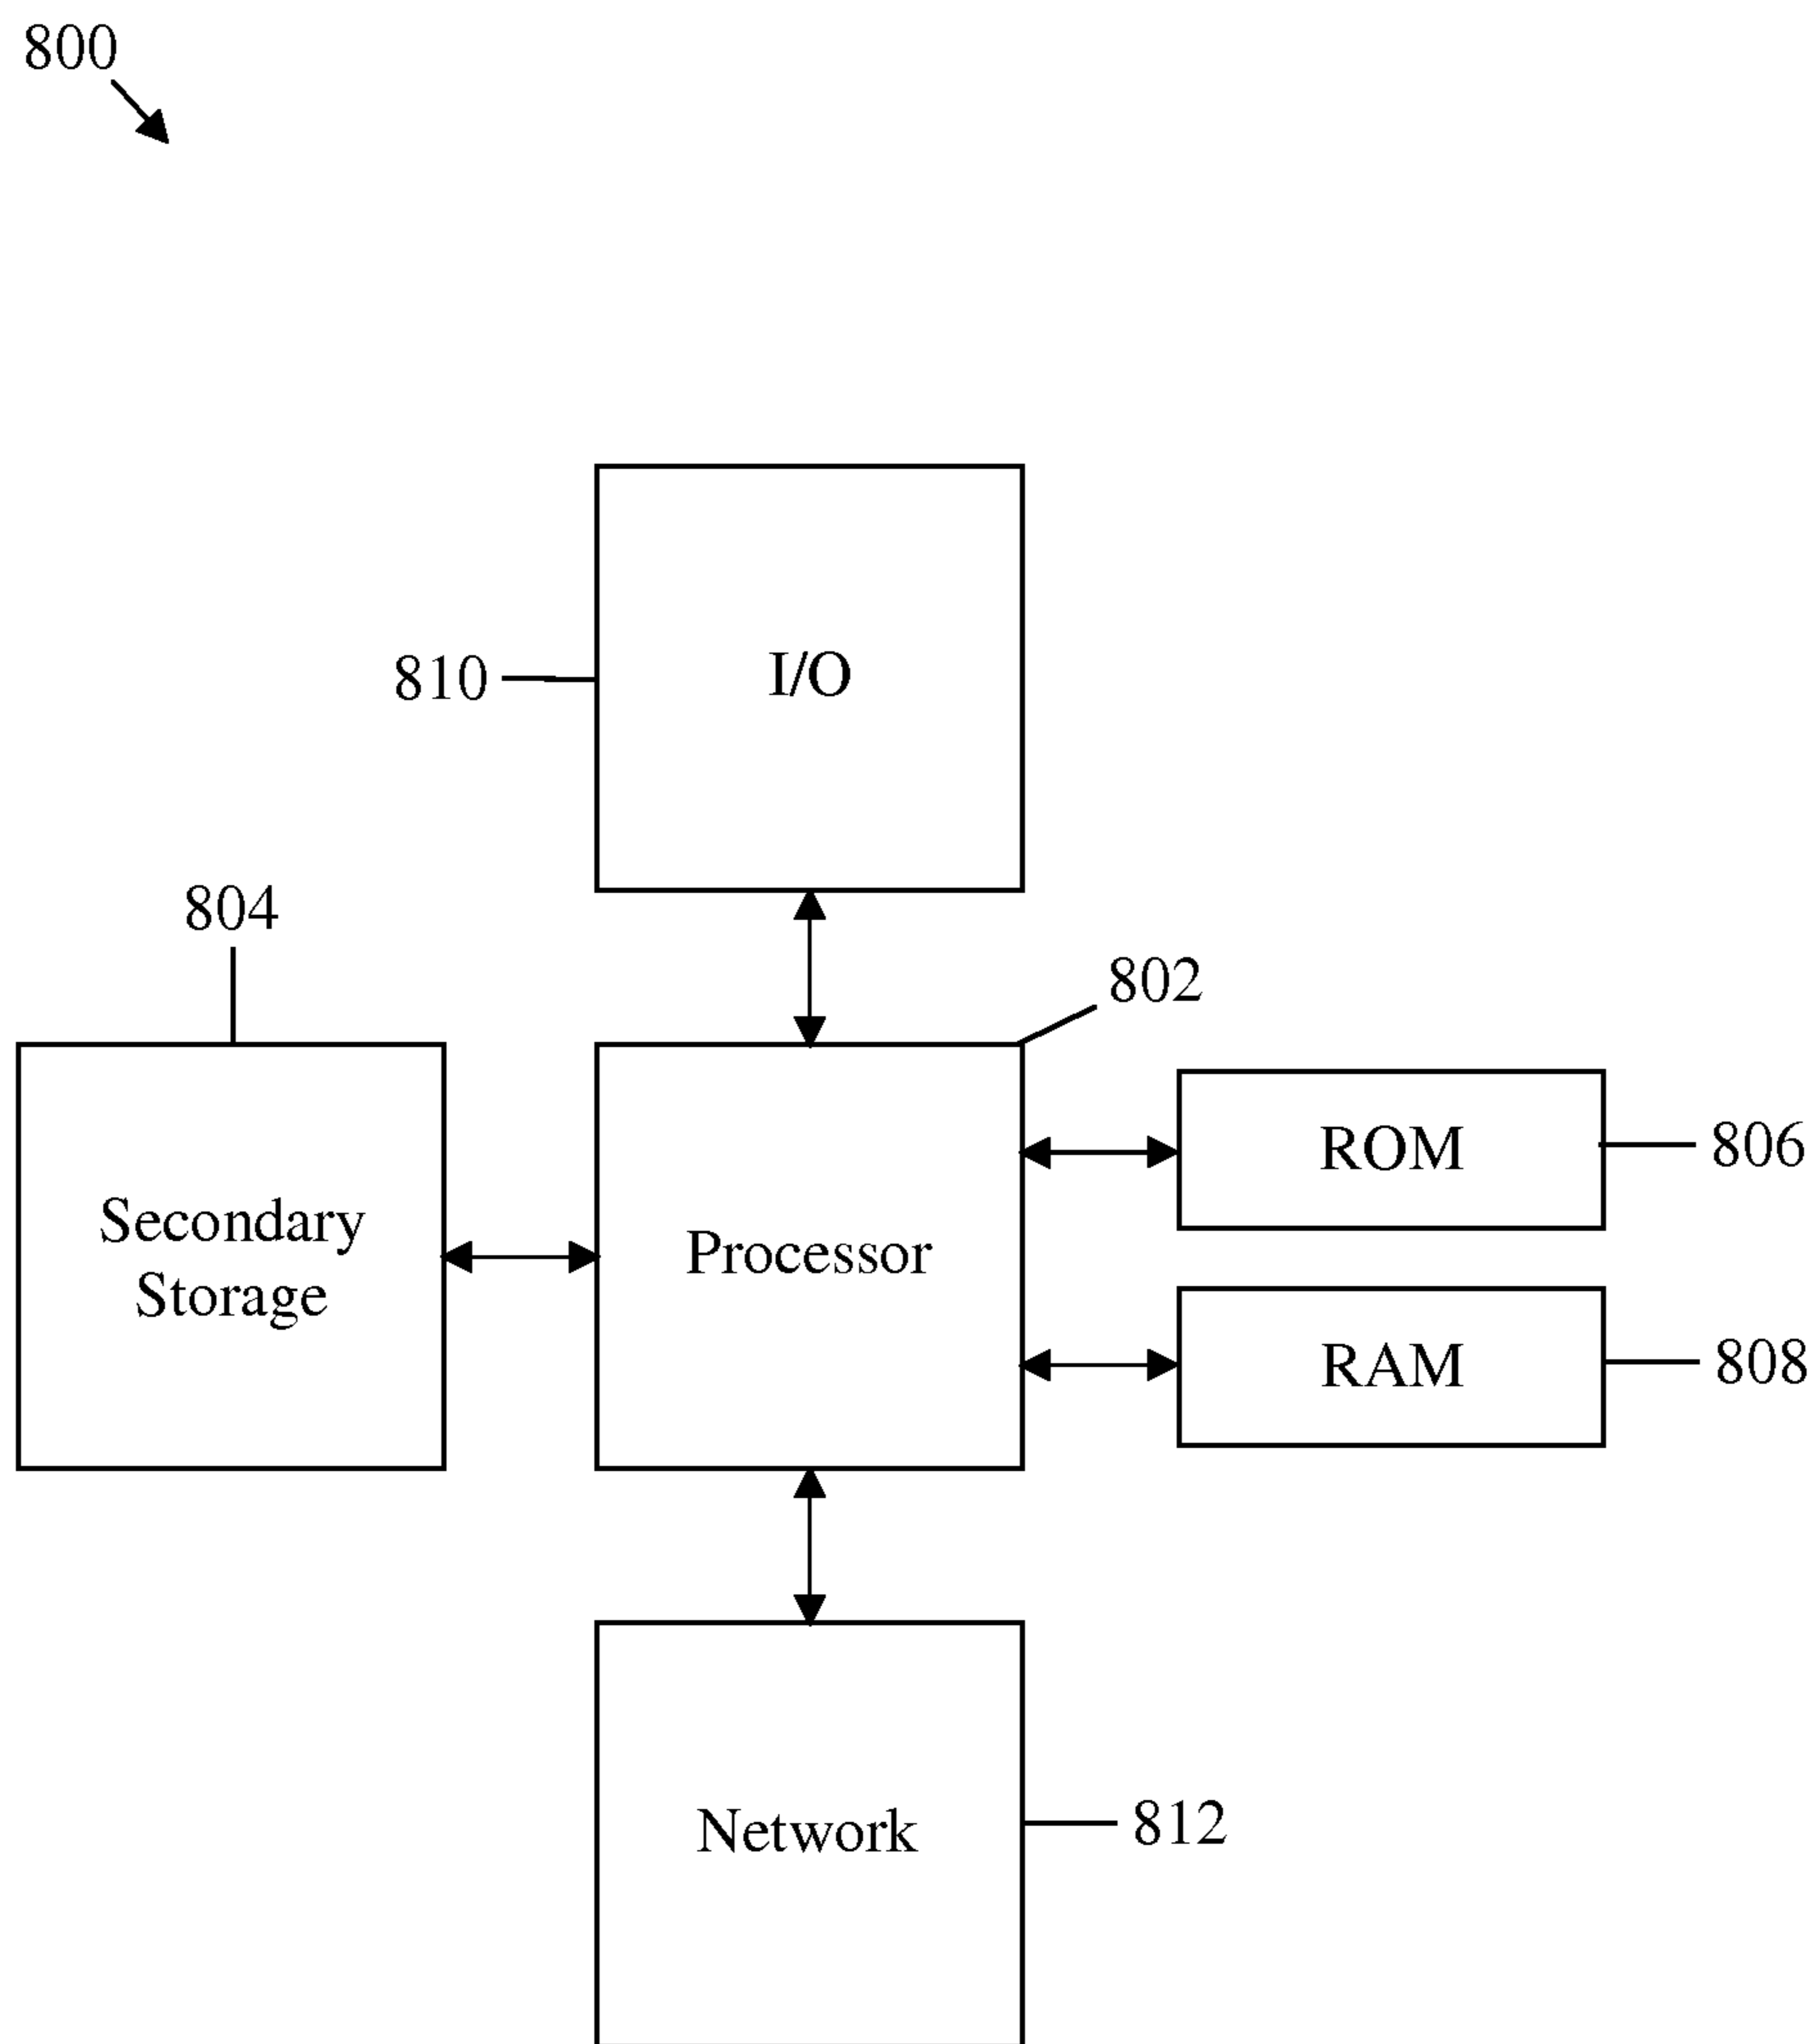 800
I/O
810
804
802
ROM
806
Secondary
Storage
Processor
RAM
808
Network
812